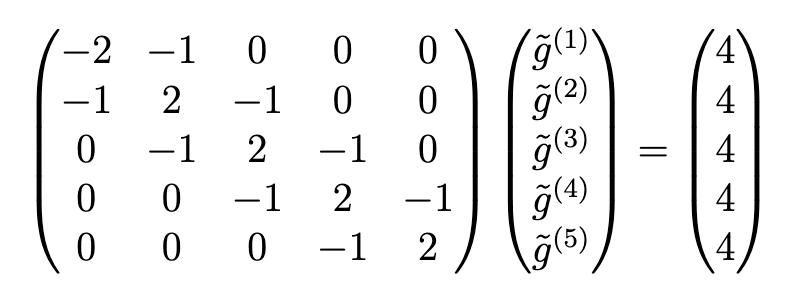 −2 −1 0 0 0 g̃⁽¹⁾ 4
−1 2 −1 0 0 g̃⁽²⁾ 4
0 −1 2 −1 0 g̃⁽³⁾ = 4
0 0 −1 2 −1 g̃⁽⁴⁾ 4
0 0 0 −1 2 g̃⁽⁵⁾ 4